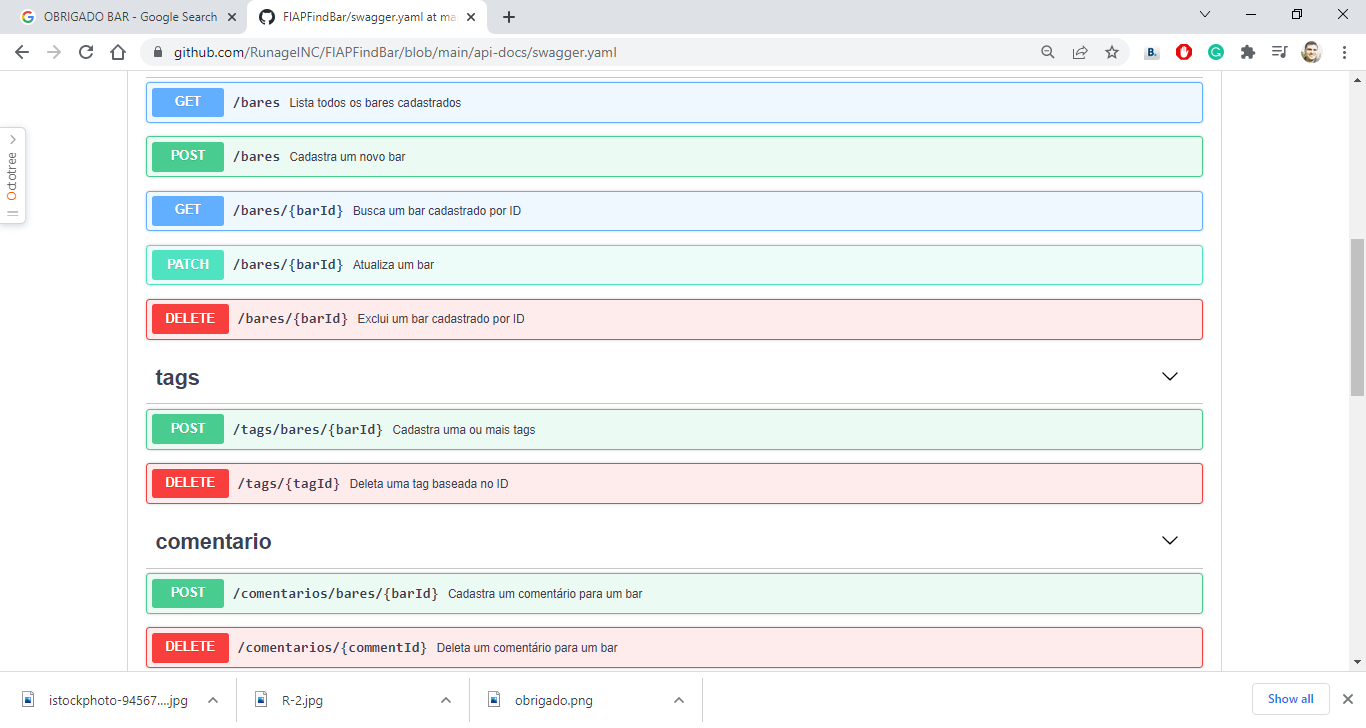 OBRIGADO BAR - Google Search
FIAPFindBar/swagger.yaml at ma
github.com/RunageINC/FIAPFindBar/blob/main/api-docs/swagger.yaml
B.
Octotree
GET /bares Lista todos os bares cadastrados
POST /bares Cadastra um novo bar
GET /bares/{barId} Busca um bar cadastrado por ID
PATCH /bares/{barId} Atualiza um bar
DELETE /bares/{barId} Exclui um bar cadastrado por ID
tags
POST /tags/bares/{barId} Cadastra uma ou mais tags
DELETE /tags/{tagId} Deleta uma tag baseada no ID
comentario
POST /comentarios/bares/{barId} Cadastra um comentário para um bar
DELETE /comentarios/{commentId} Deleta um comentário para um bar
istockphoto-94567....jpg
R-2.jpg
obrigado.png
Show all